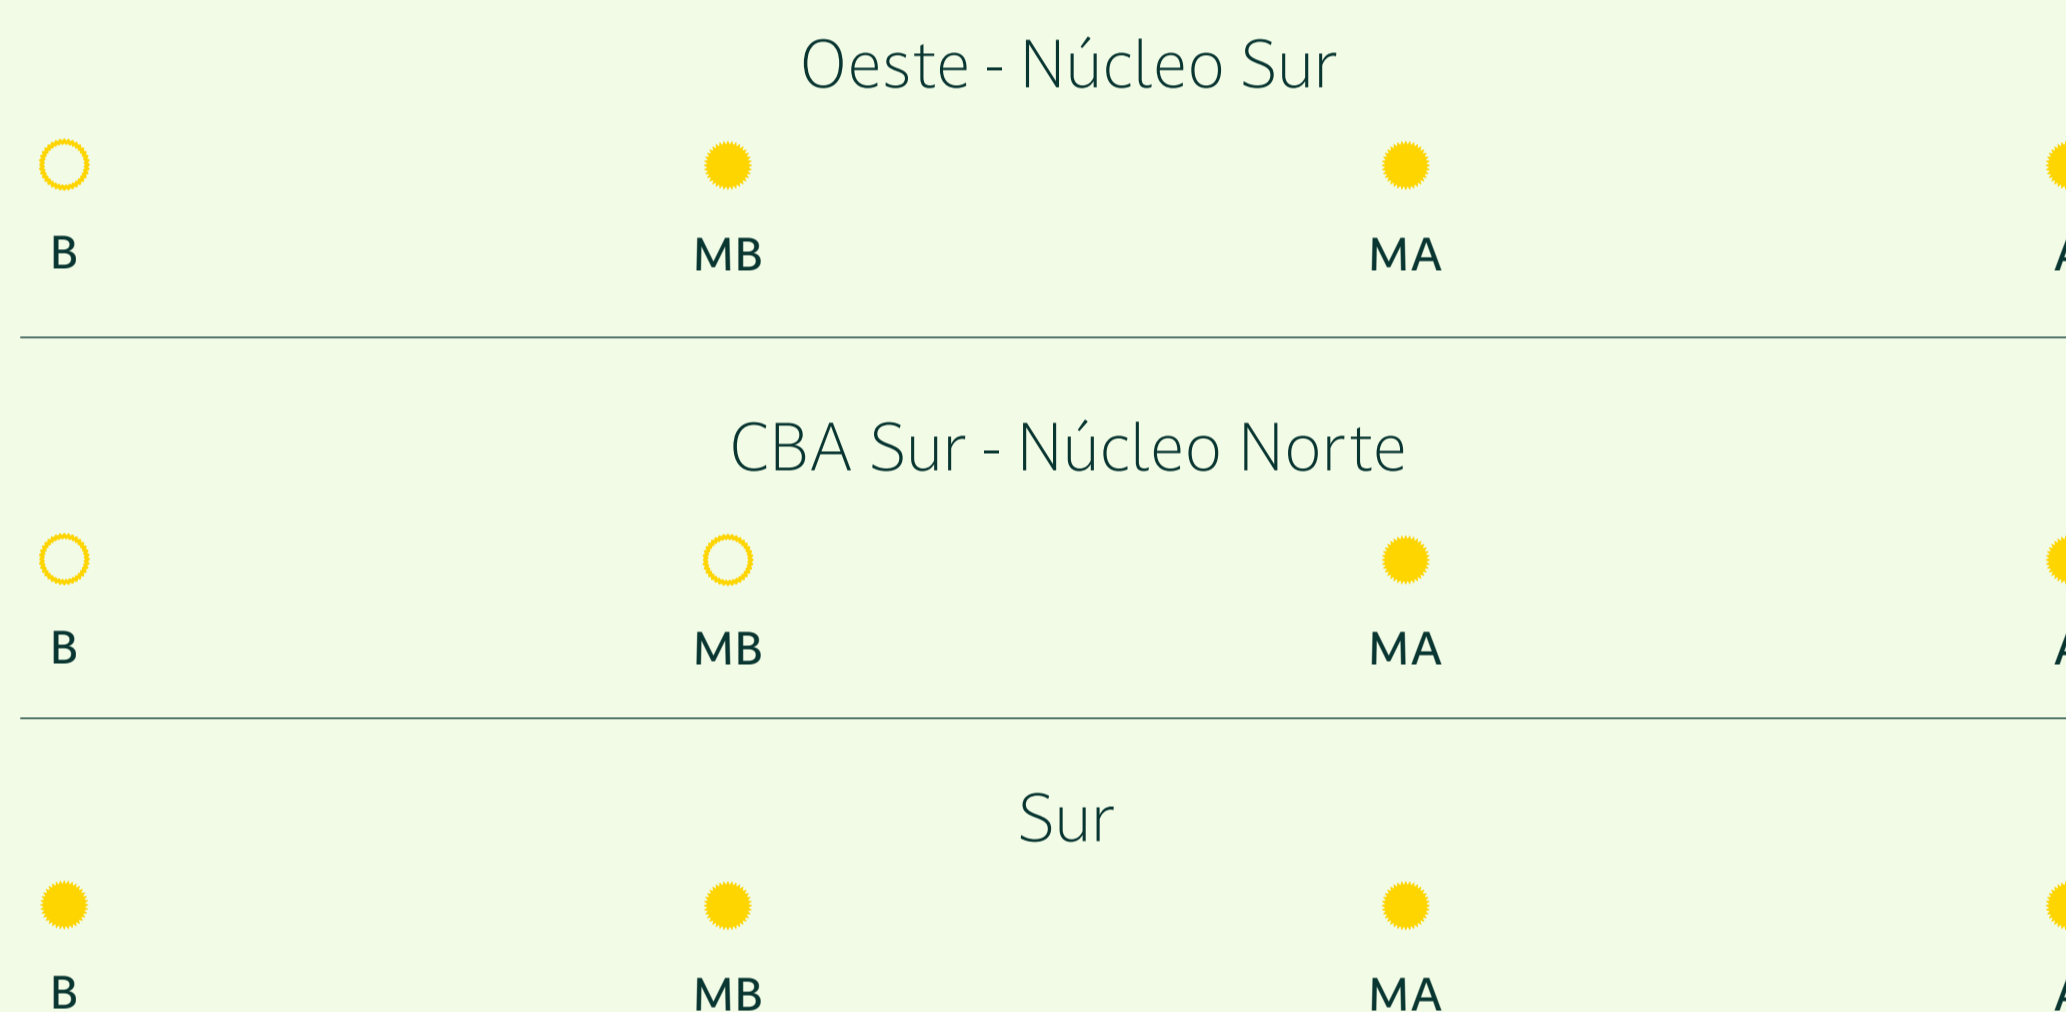 Oeste - Núcleo Sur
B MB MA A
CBA Sur - Núcleo Norte
B MB MA A
Sur
B MB MA A